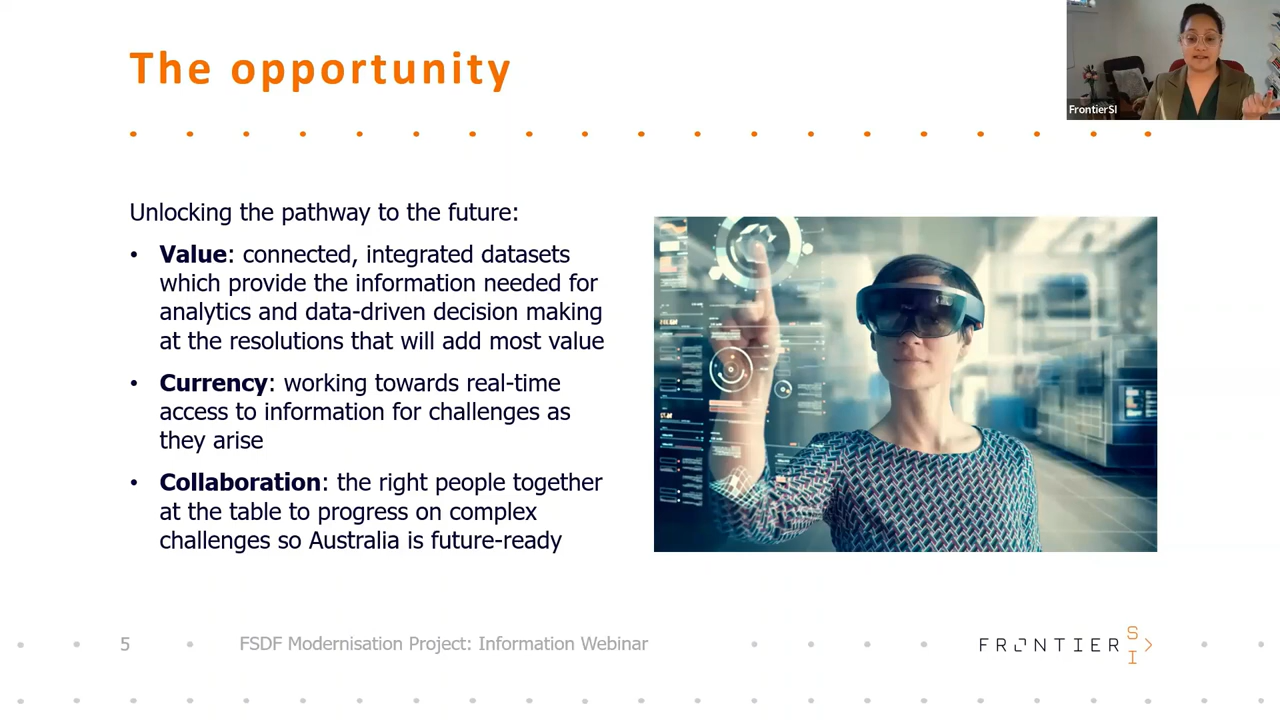 The opportunity
FrontierSI
Unlocking the pathway to the future:
• Value: connected, integrated datasets
which provide the information needed for
analytics and data-driven decision making
at the resolutions that will add most value
• Currency: working towards real-time
access to information for challenges as
they arise
• Collaboration: the right people together
at the table to progress on complex
challenges so Australia is future-ready
5
FSDF Modernisation Project: Information Webinar
FRONTIER SI